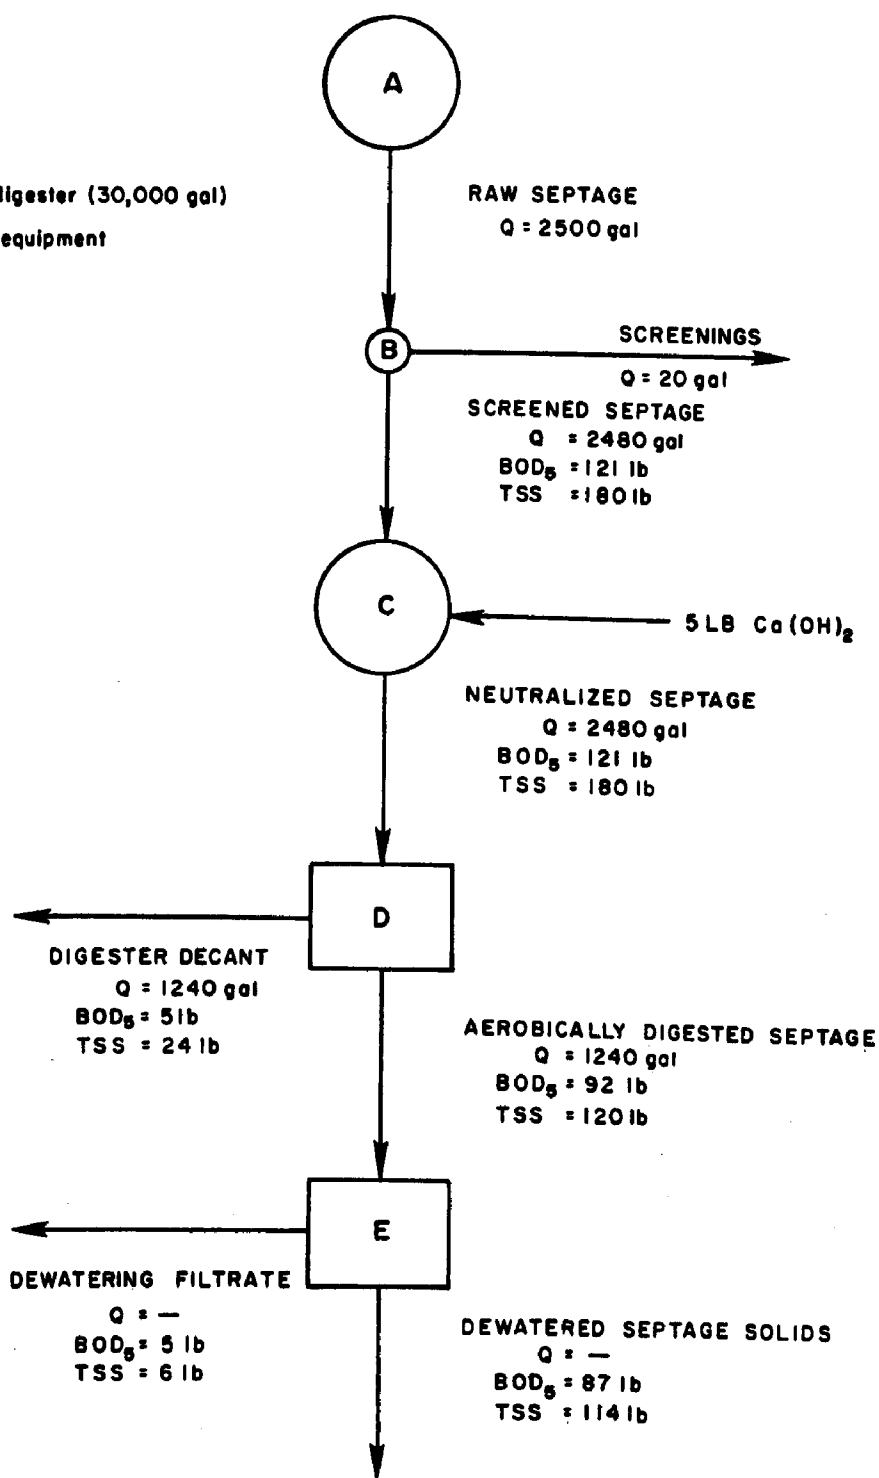 A
digester (30,000 gal)
equipment
RAW SEPTAGE
Q = 2500 gal
B
SCREENINGS
Q = 20 gal
SCREENED SEPTAGE
Q = 2480 gal
BOD₅ = 121 lb
TSS = 180 lb
C
5 LB Ca(OH)₂
NEUTRALIZED SEPTAGE
Q = 2480 gal
BOD₅ = 121 lb
TSS = 180 lb
D
DIGESTER DECANT
Q = 1240 gal
BOD₅ = 5 lb
TSS = 24 lb
AEROBICALLY DIGESTED SEPTAGE
Q = 1240 gal
BOD₅ = 92 lb
TSS = 120 lb
E
DEWATERING FILTRATE
Q = —
BOD₅ = 5 lb
TSS = 6 lb
DEWATERED SEPTAGE SOLIDS
Q = —
BOD₅ = 87 lb
TSS = 114 lb